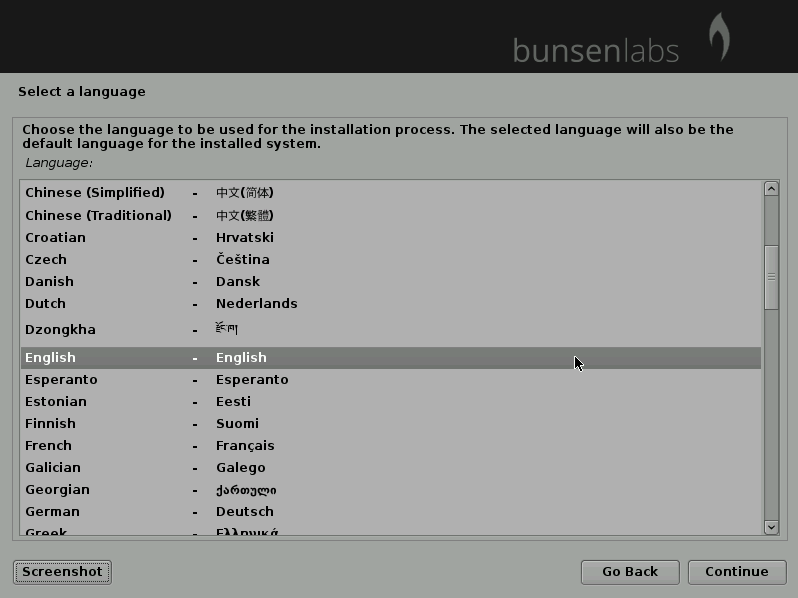 bunsenlabs
Select a language
Choose the language to be used for the installation process. The selected language will also be the
default language for the installed system.
Language:
Chinese (Simplified) - 中文(简体)
Chinese (Traditional) - 中文(繁體)
Croatian - Hrvatski
Czech - Čeština
Danish - Dansk
Dutch - Nederlands
Dzongkha - རྫོང་ཁ།
English - English
Esperanto - Esperanto
Estonian - Eesti
Finnish - Suomi
French - Français
Galician - Galego
Georgian - ქართული
German - Deutsch
Greek - Ελληνικά
Screenshot Go Back Continue